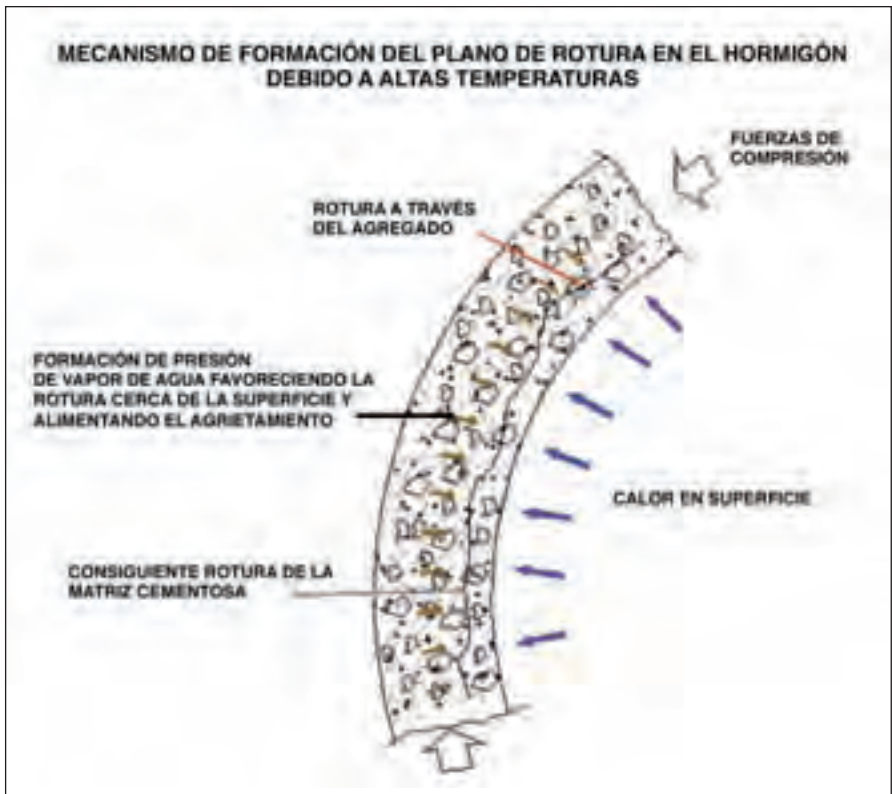 MECANISMO DE FORMACIÓN DEL PLANO DE ROTURA EN EL HORMIGÓN
DEBIDO A ALTAS TEMPERATURAS
FUERZAS DE
COMPRESIÓN
ROTURA A TRAVÉS
DEL AGREGADO
FORMACIÓN DE PRESIÓN
DE VAPOR DE AGUA FAVORECIENDO LA
ROTURA CERCA DE LA SUPERFICIE Y
ALIMENTANDO EL AGRIETAMIENTO
CALOR EN SUPERFICIE
CONSIGUIENTE ROTURA DE LA
MATRIZ CEMENTOSA